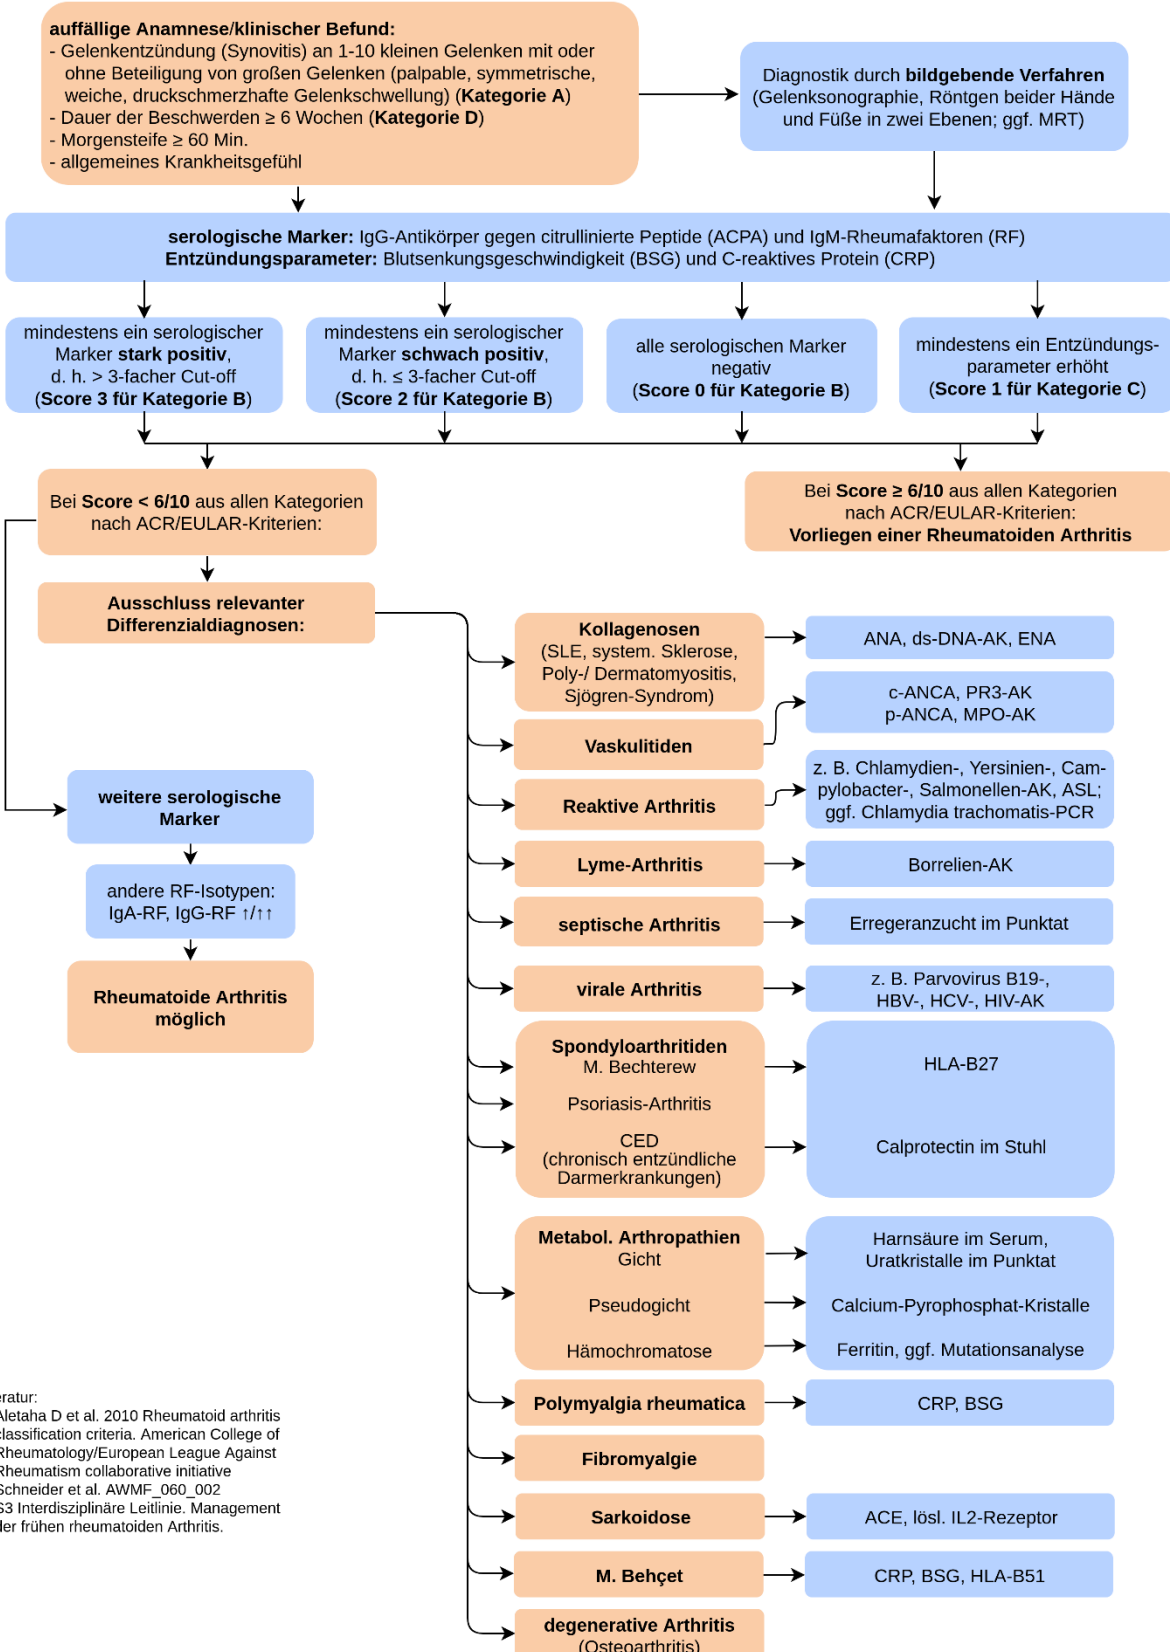 auffällige Anamnese/klinischer Befund:
- Gelenkentzündung (Synovitis) an 1-10 kleinen Gelenken mit oder
ohne Beteiligung von großen Gelenken (palpable, symmetrische,
weiche, druckschmerzhafte Gelenkschwellung) (Kategorie A)
- Dauer der Beschwerden ≥ 6 Wochen (Kategorie D)
- Morgensteife ≥ 60 Min.
- allgemeines Krankheitsgefühl
Diagnostik durch bildgebende Verfahren
(Gelenksonographie, Röntgen beider Hände
und Füße in zwei Ebenen; ggf. MRT)
serologische Marker: IgG-Antikörper gegen citrullinierte Peptide (ACPA) und IgM-Rheumafaktoren (RF)
Entzündungsparameter: Blutsenkungsgeschwindigkeit (BSG) und C-reaktives Protein (CRP)
mindestens ein serologischer
Marker stark positiv,
d. h. > 3-facher Cut-off
(Score 3 für Kategorie B)
mindestens ein serologischer
Marker schwach positiv,
d. h. ≤ 3-facher Cut-off
(Score 2 für Kategorie B)
alle serologischen Marker
negativ
(Score 0 für Kategorie B)
mindestens ein Entzündungs-
parameter erhöht
(Score 1 für Kategorie C)
Bei Score < 6/10 aus allen Kategorien
nach ACR/EULAR-Kriterien:
Bei Score ≥ 6/10 aus allen Kategorien
nach ACR/EULAR-Kriterien:
Vorliegen einer Rheumatoiden Arthritis
Ausschluss relevanter
Differenzialdiagnosen:
weitere serologische
Marker
andere RF-Isotypen:
IgA-RF, IgG-RF ↑/↑↑
Rheumatoide Arthritis
möglich
Kollagenosen
(SLE, system. Sklerose,
Poly-/ Dermatomyositis,
Sjögren-Syndrom)
ANA, ds-DNA-AK, ENA
Vaskulitiden
c-ANCA, PR3-AK
p-ANCA, MPO-AK
Reaktive Arthritis
z. B. Chlamydien-, Yersinien-, Cam-
pylobacter-, Salmonellen-AK, ASL;
ggf. Chlamydia trachomatis-PCR
Lyme-Arthritis
Borrelien-AK
septische Arthritis
Erregeranzucht im Punktat
virale Arthritis
z. B. Parvovirus B19-,
HBV-, HCV-, HIV-AK
Spondyloarthritiden
M. Bechterew
HLA-B27
Psoriasis-Arthritis
CED
(chronisch entzündliche
Darmerkrankungen)
Calprotectin im Stuhl
Metabol. Arthropathien
Gicht
Harnsäure im Serum,
Uratkristalle im Punktat
Pseudogicht
Calcium-Pyrophosphat-Kristalle
Hämochromatose
Ferritin, ggf. Mutationsanalyse
Polymyalgia rheumatica
CRP, BSG
Fibromyalgie
Sarkoidose
ACE, lösl. IL2-Rezeptor
M. Behçet
CRP, BSG, HLA-B51
degenerative Arthritis
(Osteoarthritis)
eratur:
Aletaha D et al. 2010 Rheumatoid arthritis
classification criteria. American College of
Rheumatology/European League Against
Rheumatism collaborative initiative
Schneider et al. AWMF_060_002
S3 Interdisziplinäre Leitlinie. Management
der frühen rheumatoiden Arthritis.